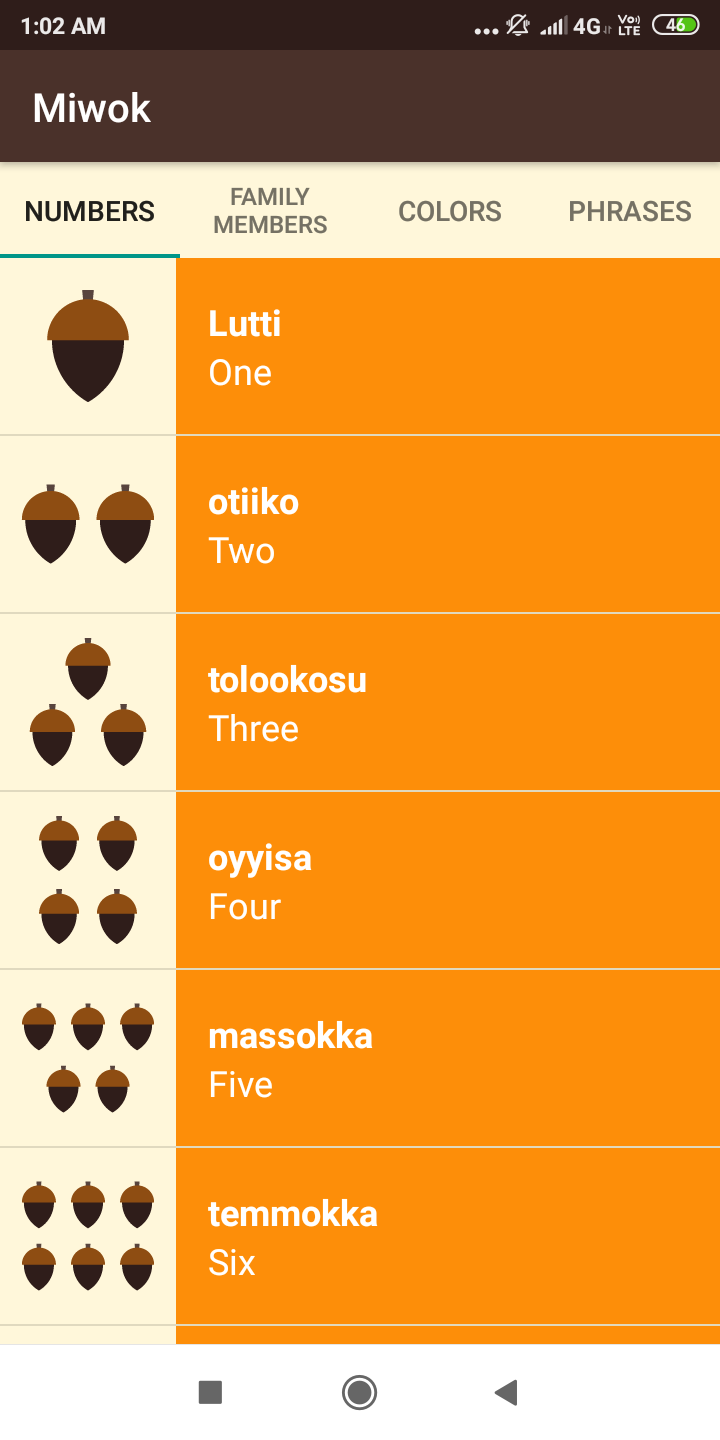 1:02 AM ... 4G Vo)) LTE 46
Miwok
NUMBERS
FAMILY
MEMBERS
COLORS
PHRASES
Lutti
One
otiiko
Two
tolookosu
Three
oyyisa
Four
massokka
Five
temmokka
Six